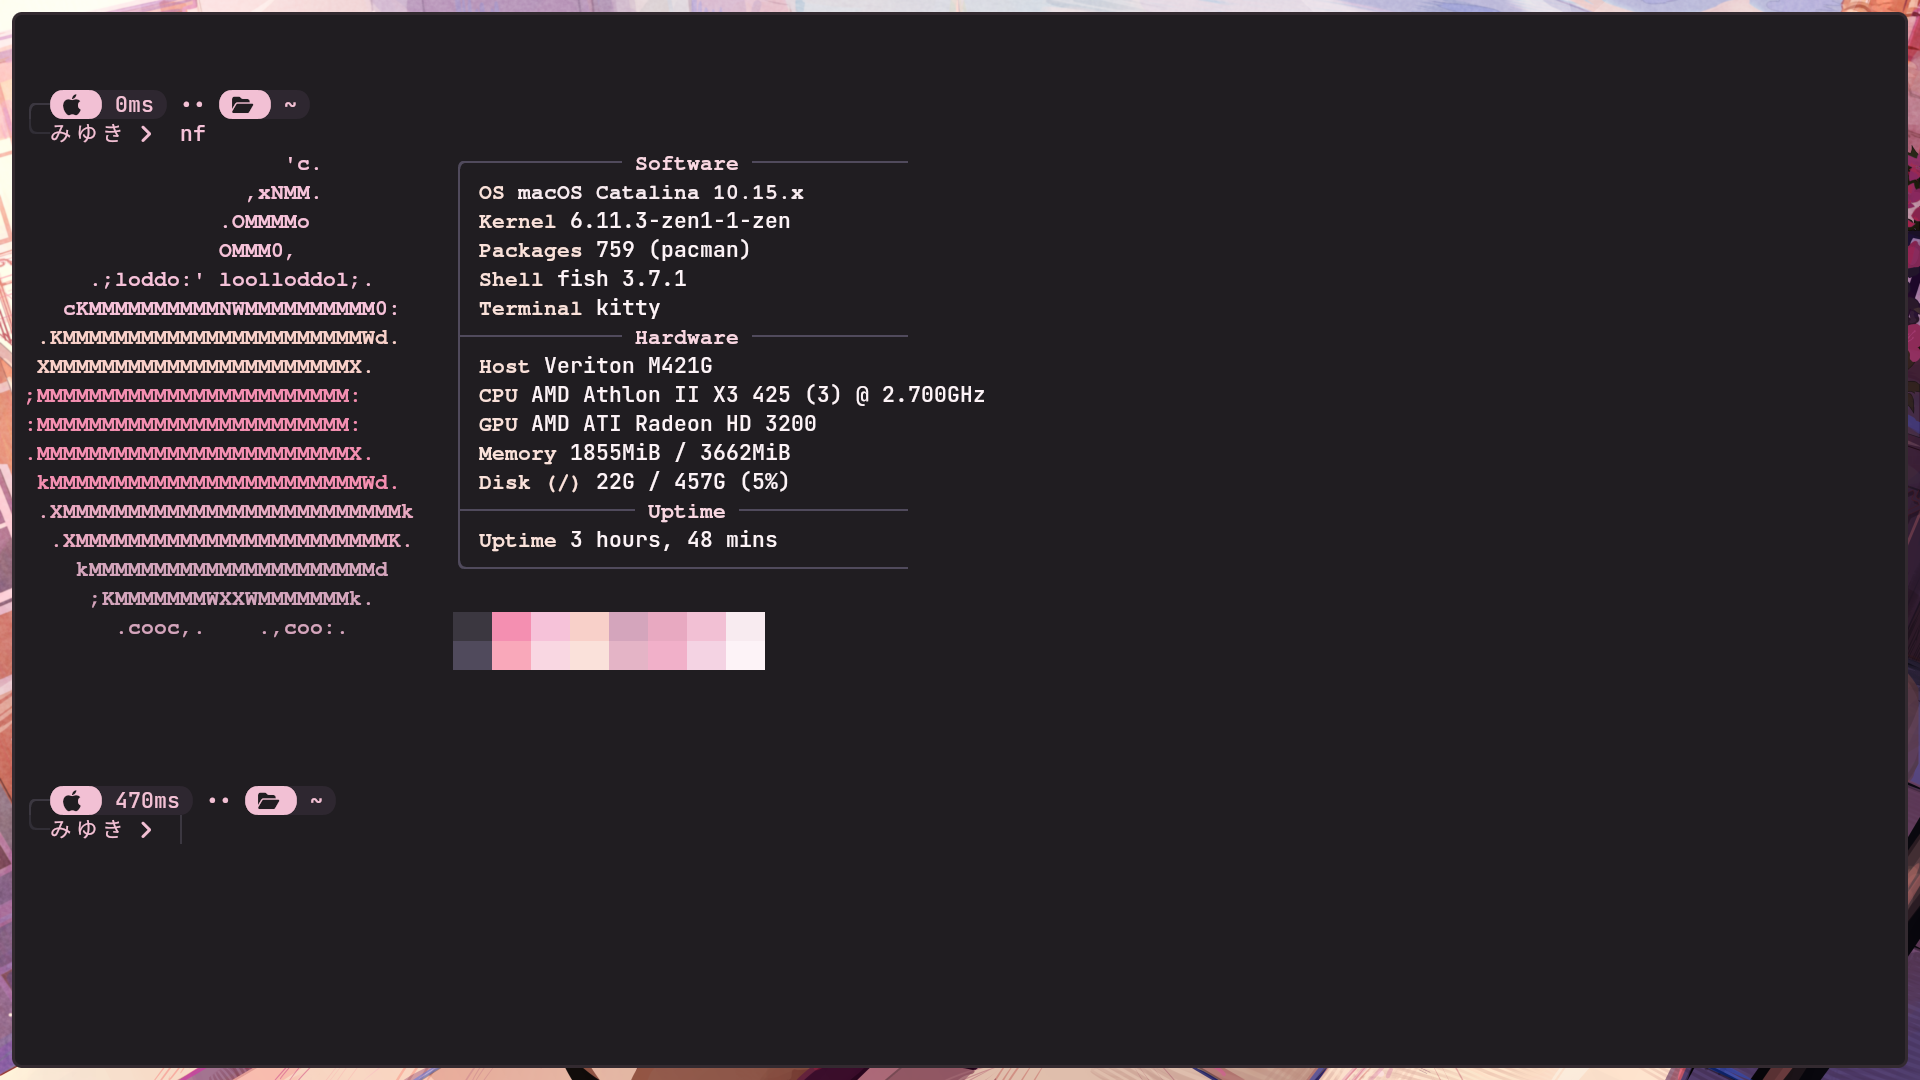 0ms •• ~
みゆき ❯ nf
'c.
,xNMM.
.OMMMMo
OMMM0,
.;loddo:' loolloddol;.
cKMMMMMMMMMMNWMMMMMMMMMM0:
.KMMMMMMMMMMMMMMMMMMMMMMMWd.
XMMMMMMMMMMMMMMMMMMMMMMMX.
;MMMMMMMMMMMMMMMMMMMMMMMM:
:MMMMMMMMMMMMMMMMMMMMMMMM:
.MMMMMMMMMMMMMMMMMMMMMMMMX.
kMMMMMMMMMMMMMMMMMMMMMMMMWd.
.XMMMMMMMMMMMMMMMMMMMMMMMMMMk
.XMMMMMMMMMMMMMMMMMMMMMMMMK.
kMMMMMMMMMMMMMMMMMMMMMMd
;KMMMMMMMWXXWMMMMMMMk.
.cooc,. .,coo:.
Software
OS macOS Catalina 10.15.x
Kernel 6.11.3-zen1-1-zen
Packages 759 (pacman)
Shell fish 3.7.1
Terminal kitty
Hardware
Host Veriton M421G
CPU AMD Athlon II X3 425 (3) @ 2.700GHz
GPU AMD ATI Radeon HD 3200
Memory 1855MiB / 3662MiB
Disk (/) 22G / 457G (5%)
Uptime
Uptime 3 hours, 48 mins
470ms •• ~
みゆき ❯